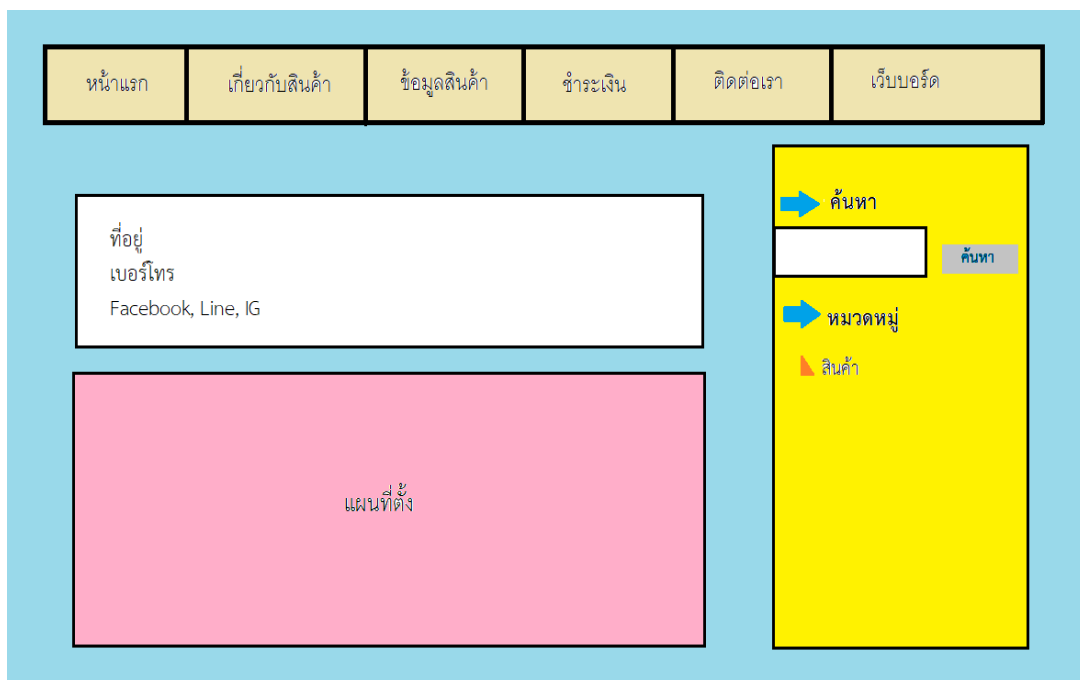 หน้าแรก เกี่ยวกับสินค้า ข้อมูลสินค้า ชำระเงิน ติดต่อเรา เว็บบอร์ด
ที่อยู่
เบอร์โทร
Facebook, Line, IG
แผนที่ตั้ง
ค้นหา
ค้นหา
หมวดหมู่
สินค้า